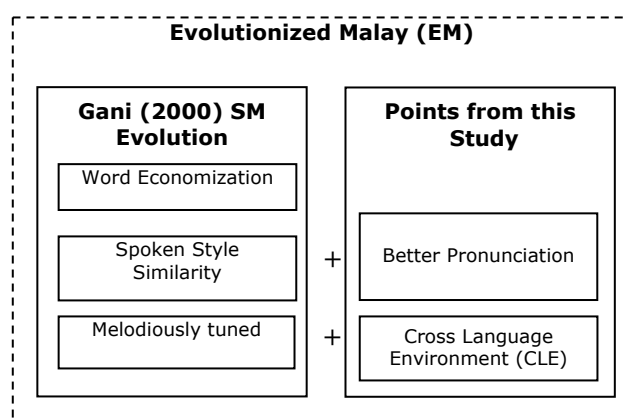 Evolutionized Malay (EM)
Gani (2000) SM
Evolution
Word Economization
Spoken Style
Similarity
Melodiously tuned
Points from this
Study
+
Better Pronunciation
+
Cross Language
Environment (CLE)